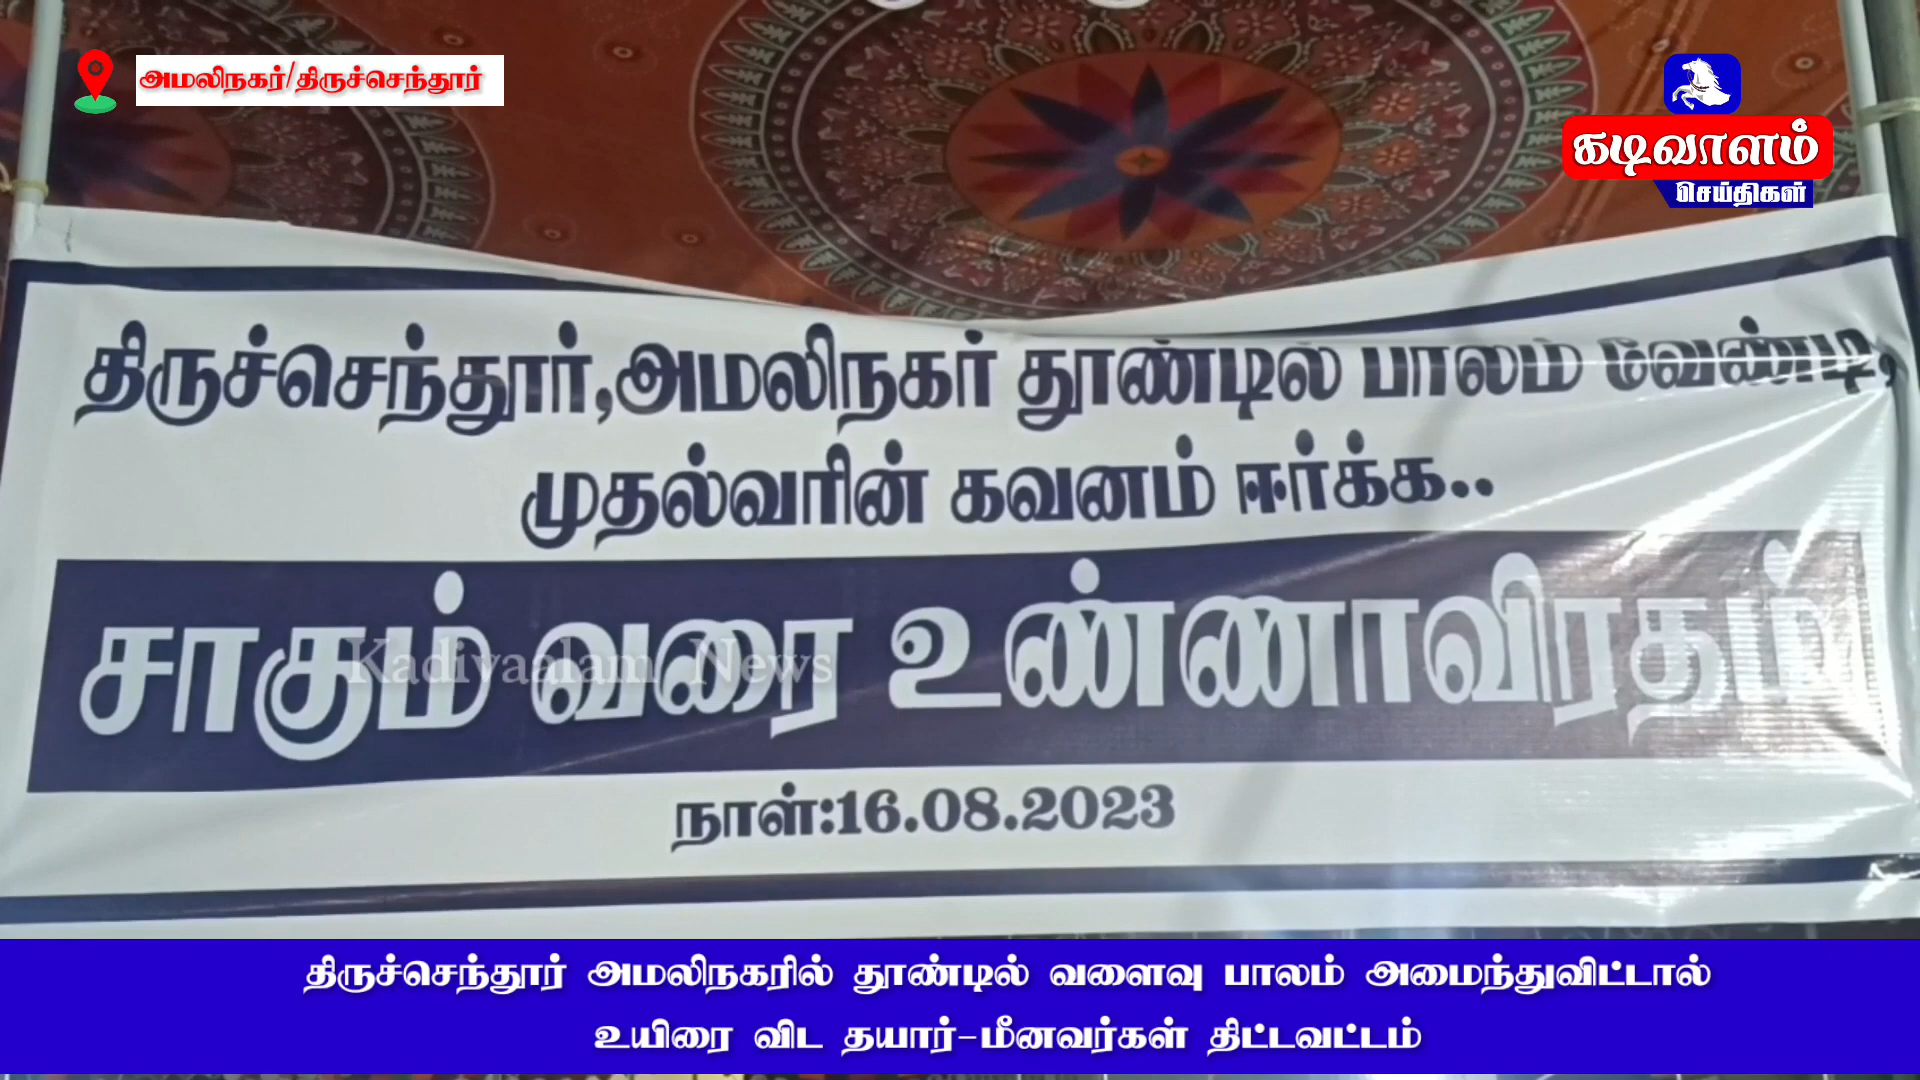 அமலிநகர்/திருச்செந்தூர்
கடிவாளம்
செய்திகள்
திருச்செந்தூர்,அமலிநகர் தூண்டில் பாலம் வேண்டி,
முதல்வரின் கவனம் ஈர்க்க..
சாகும் வரை உண்ணாவிரதம்
Kadivaalam News
நாள்:16.08.2023
திருச்செந்தூர் அமலிநகரில் தூண்டில் வளைவு பாலம் அமைந்துவிட்டால்
உயிரை விட தயார்-மீனவர்கள் திட்டவட்டம்